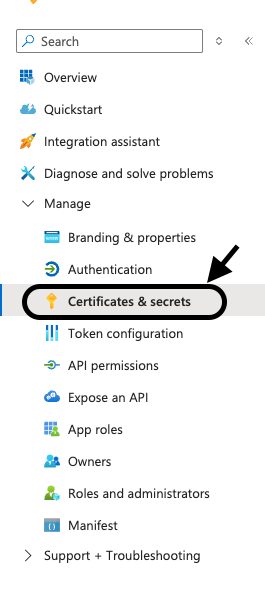 Search
Overview
Quickstart
Integration assistant
Diagnose and solve problems
Manage
Branding & properties
Authentication
Certificates & secrets
Token configuration
API permissions
Expose an API
App roles
Owners
Roles and administrators
Manifest
Support + Troubleshooting